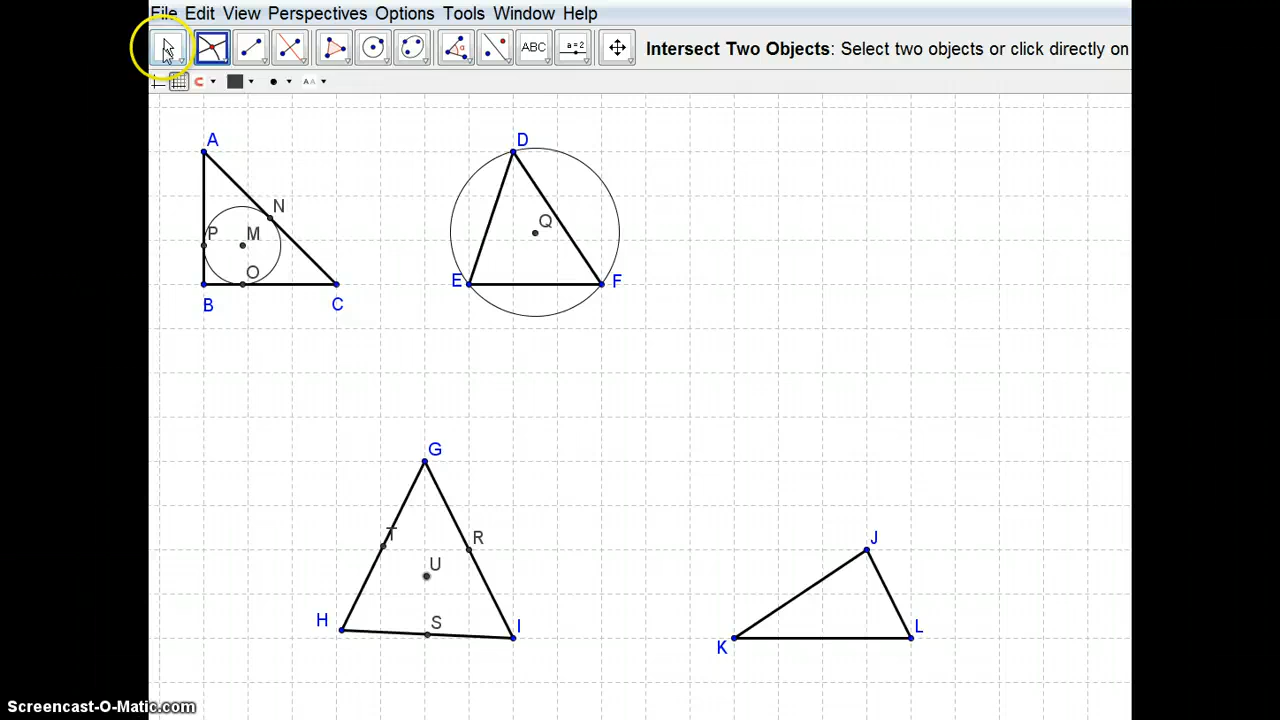 File Edit View Perspectives Options Tools Window Help
ABC a = 2 Intersect Two Objects: Select two objects or click directly on
A A
A D
N
P M Q
O
E F
B C
G
T R J
U
H S I L
K
Screencast-O-Matic.com